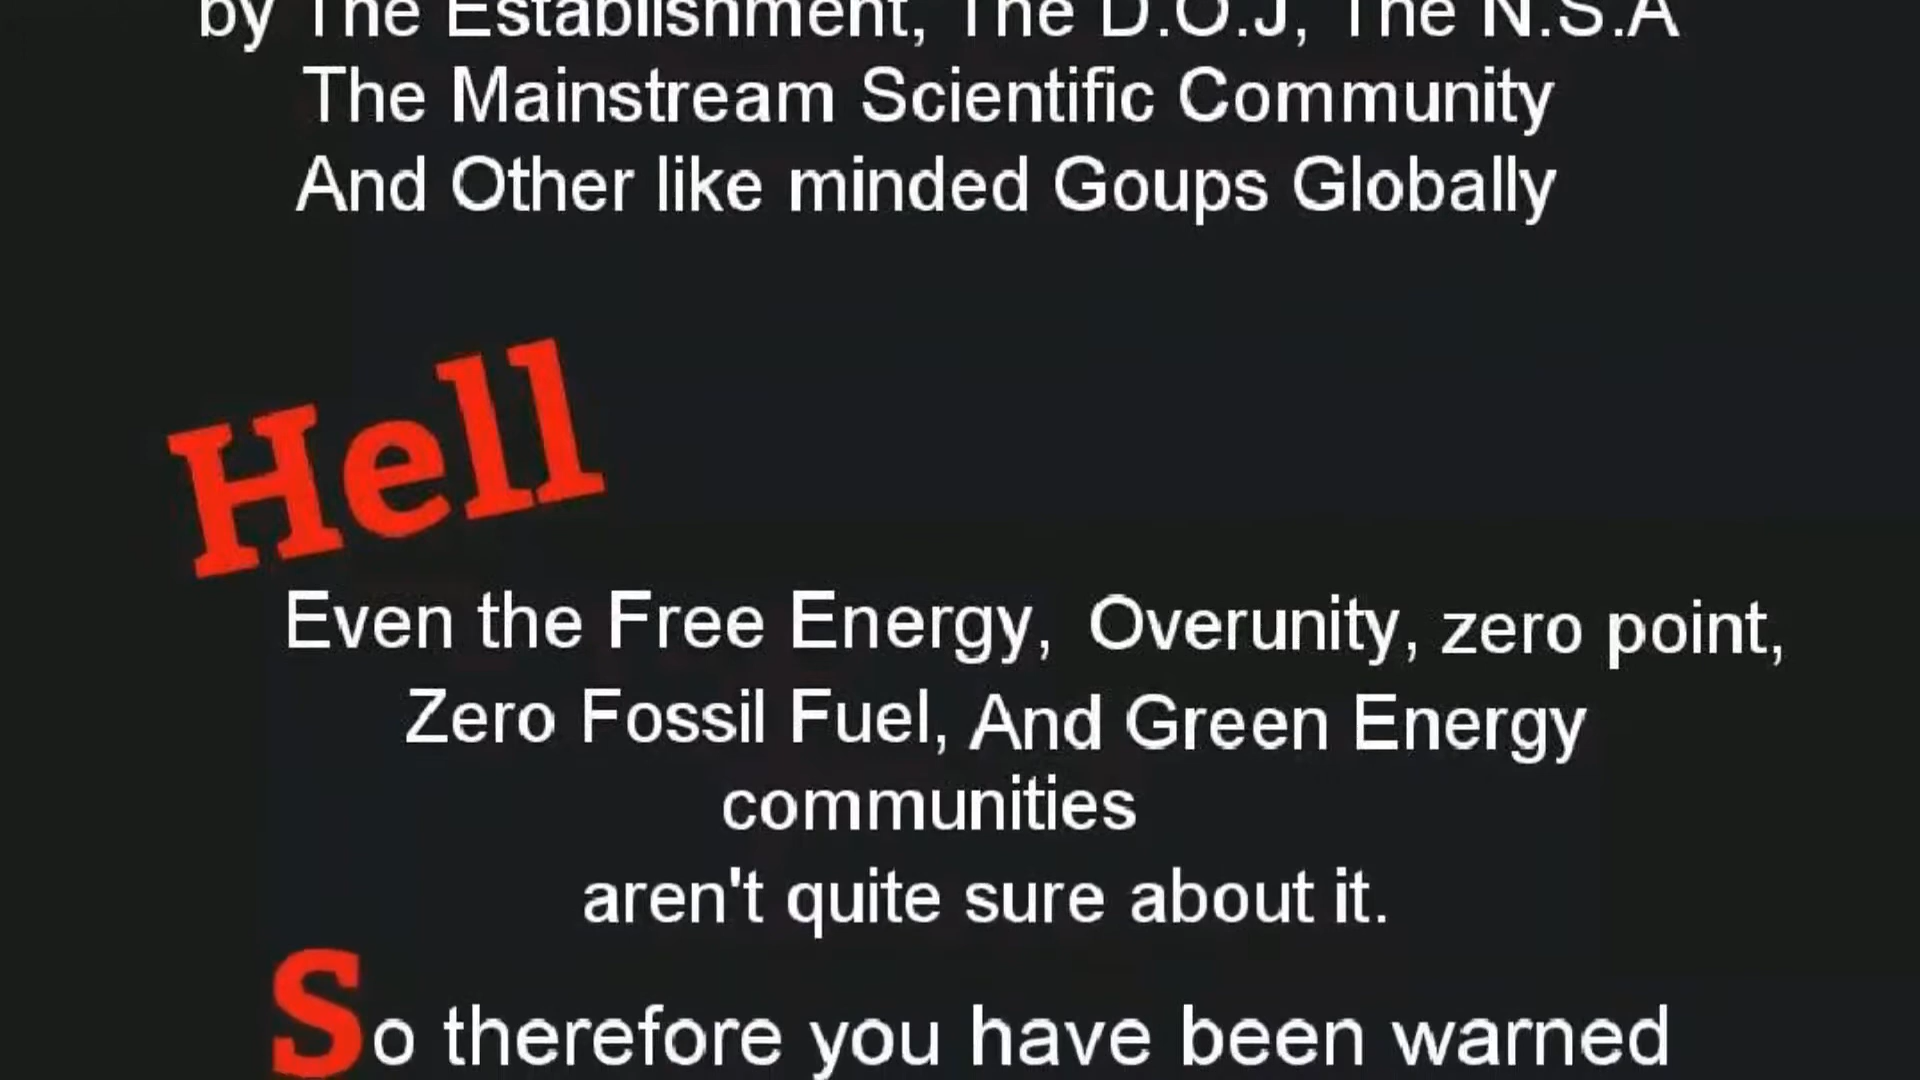 by The Establishment, The D.O.J, The N.S.A
The Mainstream Scientific Community
And Other like minded Goups Globally
Hell
Even the Free Energy, Overunity, zero point,
Zero Fossil Fuel, And Green Energy
communities
aren't quite sure about it.
So therefore you have been warned